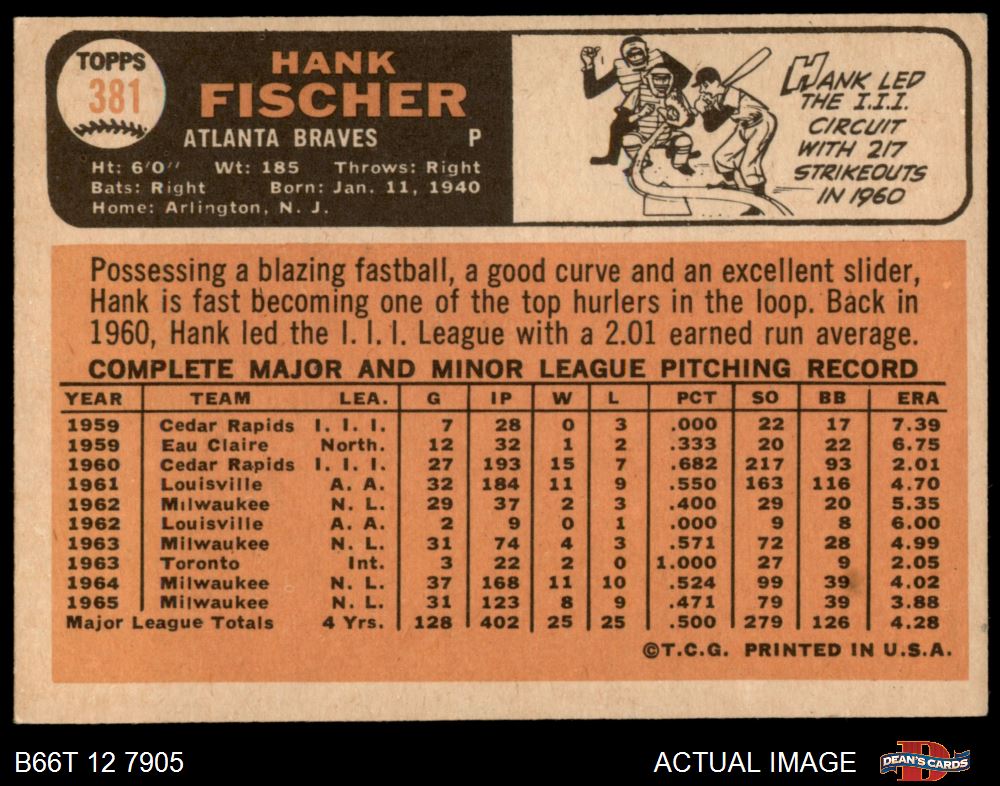 TOPPS
381
HANK
FISCHER
ATLANTA BRAVES P
Ht: 6'0" Wt: 185 Throws: Right
Bats: Right Born: Jan. 11, 1940
Home: Arlington, N. J.
HANK LED
THE I.I.I.
CIRCUIT
WITH 217
STRIKEOUTS
IN 1960
Possessing a blazing fastball, a good curve and an excellent slider,
Hank is fast becoming one of the top hurlers in the loop. Back in
1960, Hank led the I. I. I. League with a 2.01 earned run average.
COMPLETE MAJOR AND MINOR LEAGUE PITCHING RECORD
YEAR TEAM LEA. G IP W L PCT SO BB ERA
1959 Cedar Rapids I. I. I. 7 28 0 3 .000 22 17 7.39
1959 Eau Claire North. 12 32 1 2 .333 20 22 6.75
1960 Cedar Rapids I. I. I. 27 193 15 7 .682 217 93 2.01
1961 Louisville A. A. 32 184 11 9 .550 163 116 4.70
1962 Milwaukee N. L. 29 37 2 3 .400 29 20 5.35
1962 Louisville A. A. 2 9 0 1 .000 9 8 6.00
1963 Milwaukee N. L. 31 74 4 3 .571 72 28 4.99
1963 Toronto Int. 3 22 2 0 1.000 27 9 2.05
1964 Milwaukee N. L. 37 168 11 10 .524 99 39 4.02
1965 Milwaukee N. L. 31 123 8 9 .471 79 39 3.88
Major League Totals 4 Yrs. 128 402 25 25 .500 279 126 4.28
©T.C.G. PRINTED IN U.S.A.
B66T 12 7905 ACTUAL IMAGE
DEAN'S CARDS